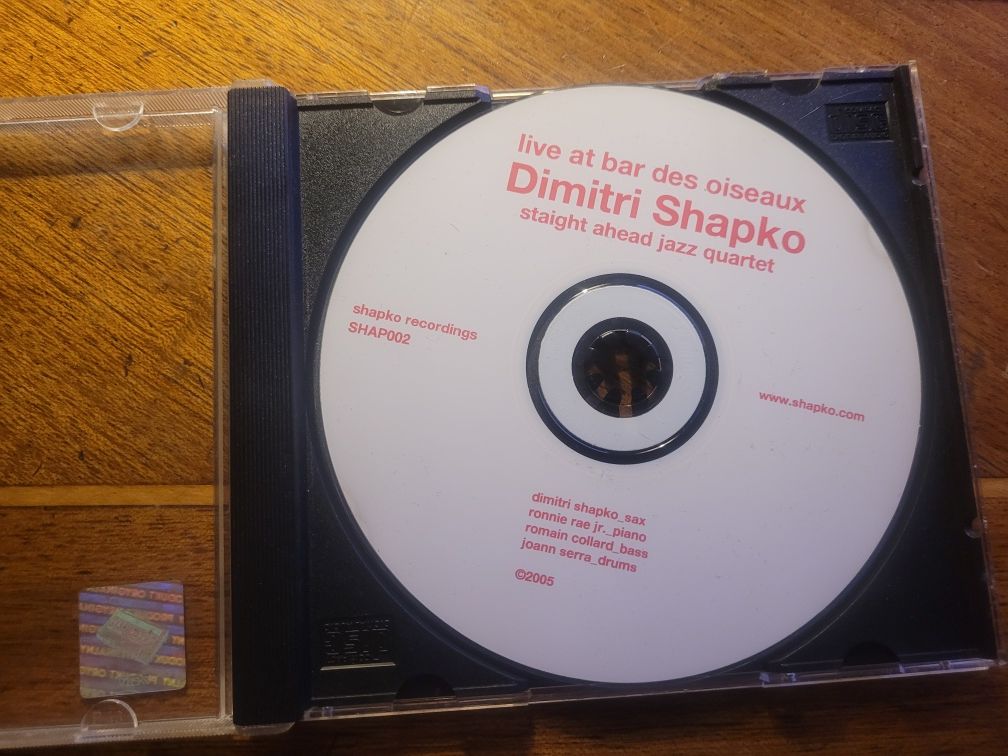 live at bar des oiseaux
Dimitri Shapko
staight ahead jazz quartet
shapko recordings
SHAP002
www.shapko.com
dimitri shapko_sax
ronnie rae jr._piano
romain collard_bass
joann serra_drums
©2005